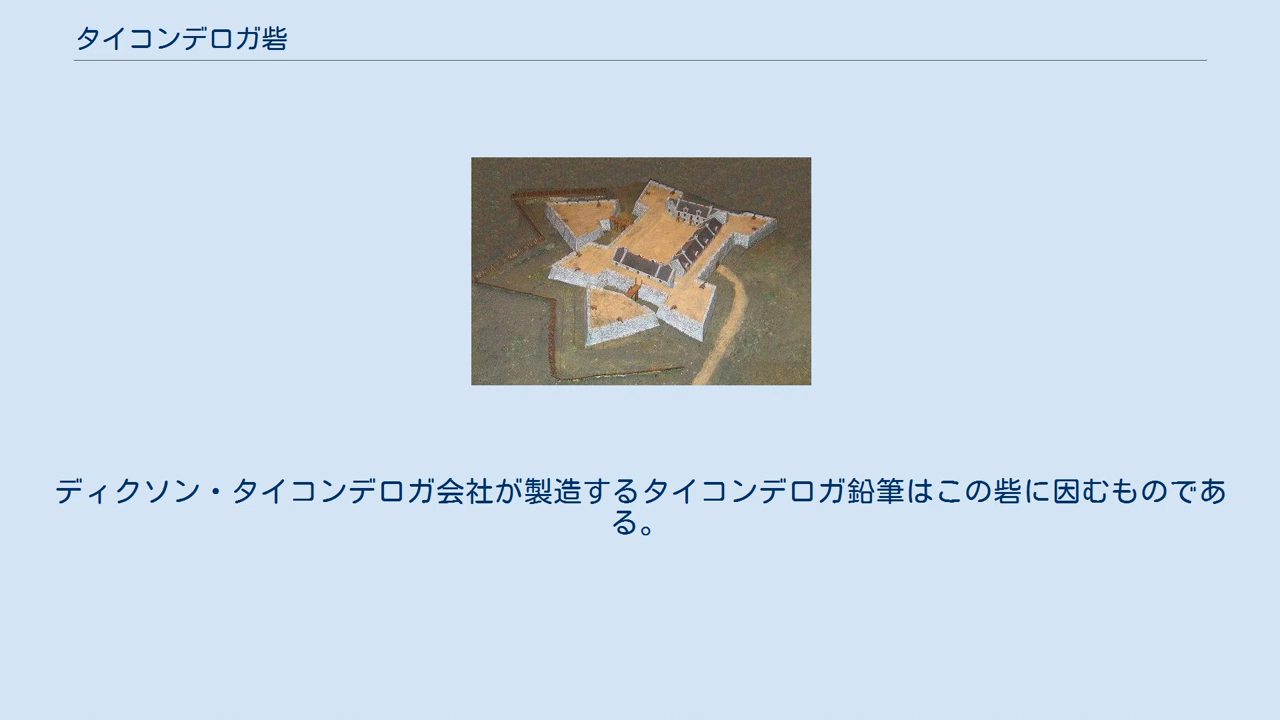 タイコンデロガ砦
ディクソン・タイコンデロガ会社が製造するタイコンデロガ鉛筆はこの砦に因むものであ
る。